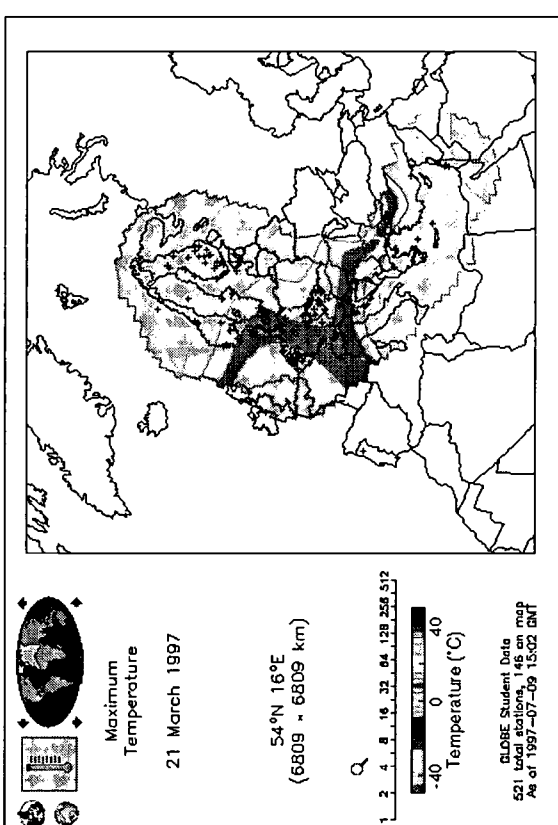 Maximum
Temperature
21 March 1997
54°N 16°E
(6809 × 6809 km)
1 2 4 8 16 32 64 128 256 512
-40 0 40
Temperature (°C)
GLOBE Student Data
521 total stations, 146 on map
As of 1997-07-09 15:02 GMT